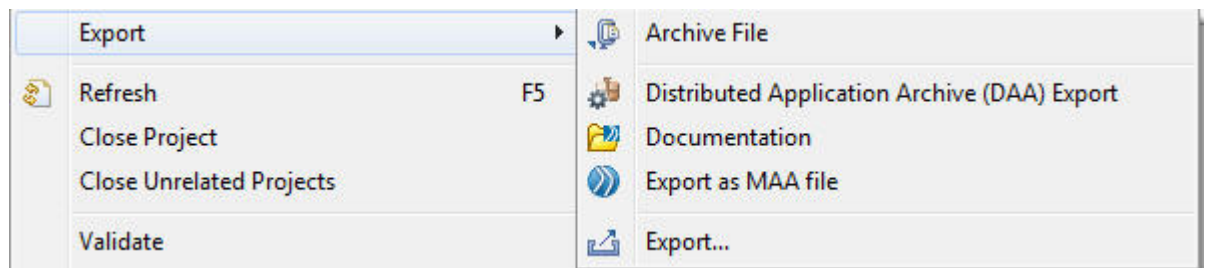 Export
Refresh F5
Close Project
Close Unrelated Projects
Validate
Archive File
Distributed Application Archive (DAA) Export
Documentation
Export as MAA file
Export...